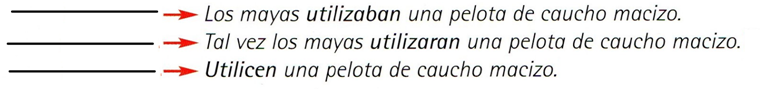 Los mayas utilizaban una pelota de caucho macizo.
Tal vez los mayas utilizaran una pelota de caucho macizo.
Utilicen una pelota de caucho macizo.